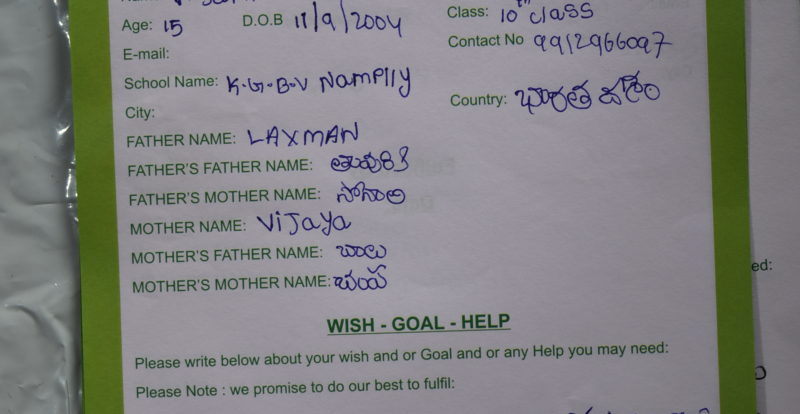 Age: 15 D.O.B 11/9/2004 Class: 10th class
E-mail: Contact No 9912966097
School Name: K.G.B.V Namplly
City: Country: భారత దేశం
FATHER NAME: LAXMAN
FATHER'S FATHER NAME:
FATHER'S MOTHER NAME:
MOTHER NAME: Vijaya
MOTHER'S FATHER NAME: బాలు
MOTHER'S MOTHER NAME:
WISH - GOAL - HELP
Please write below about your wish and or Goal and or any Help you may need:
Please Note : we promise to do our best to fulfil:
ed: